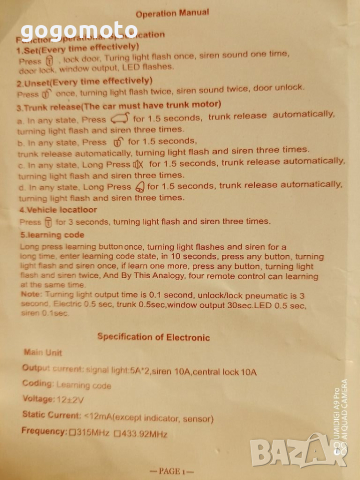 gogomoto
Operation Manual
Function Operational Specification
1.Set(Every time effectively)
Press , lock door, Turing light flash once, siren sound one time,
door lock, window output, LED flashes.
2.Unset(Every time effectively)
Press once, turning light flash twice, siren sound twice, door unlock.
3.Trunk release(The car must have trunk motor)
a. In any state, Press for 1.5 seconds, trunk release automatically,
turning light flash and siren three times.
b. In any state, Press for 1.5 seconds,
trunk release automatically, turning light flash and siren three times.
c. In any state, Long Press for 1.5 seconds, trunk release automatically,
turning light flash and siren three times.
d. In any state, Long Press for 1.5 seconds, trunk release automatically,
turning light flash and siren three times.
4.Vehicle locatloor
Press for 3 seconds, turning light flash and siren three times.
5.learning code
Long press learning button once, turning light flashes and siren for a
long time, enter learning code state, in 10 seconds, press any button, turning
light flash and siren once, if learn one more, press any button, turning light
flash and siren twice, And By this Analogy, four remote control can learning
at the same time.
Note: Turning light output time is 0.1 second, unlock/lock pneumatic is 3
second, Electric 0.5 sec, trunk 0.5sec,window output 30sec.LED 0.5 sec,
siren 0.1sec.
Specification of Electronic
Main Unit
Output current: signal light:5A*2,siren 10A,central lock 10A
Coding: Learning code
Voltage: 12±2V
Static Current: <12mA(except indicator, sensor)
Frequency: □315MHz □433.92MHz
— PAGE 1 —
UMIDIGI A9 Pro
AI QUAD CAMERA
BAZAR.bg